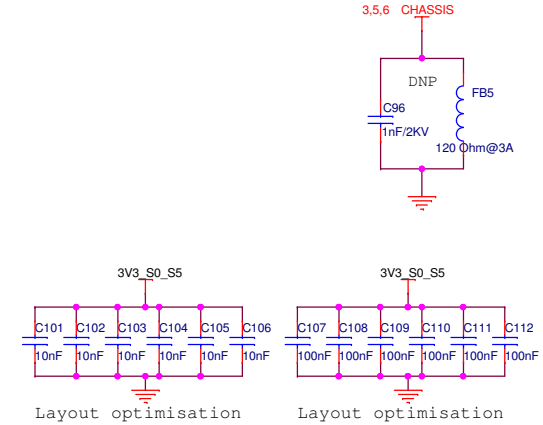 3,5,6 CHASSIS
DNP
FB5
C96
1nF/2KV
120 Ohm@3A
3V3_S0_S5 3V3_S0_S5
C101 C102 C103 C104 C105 C106 C107 C108 C109 C110 C111 C112
10nF 10nF 10nF 10nF 10nF 10nF 100nF 100nF 100nF 100nF 100nF 100nF
Layout optimisation Layout optimisation